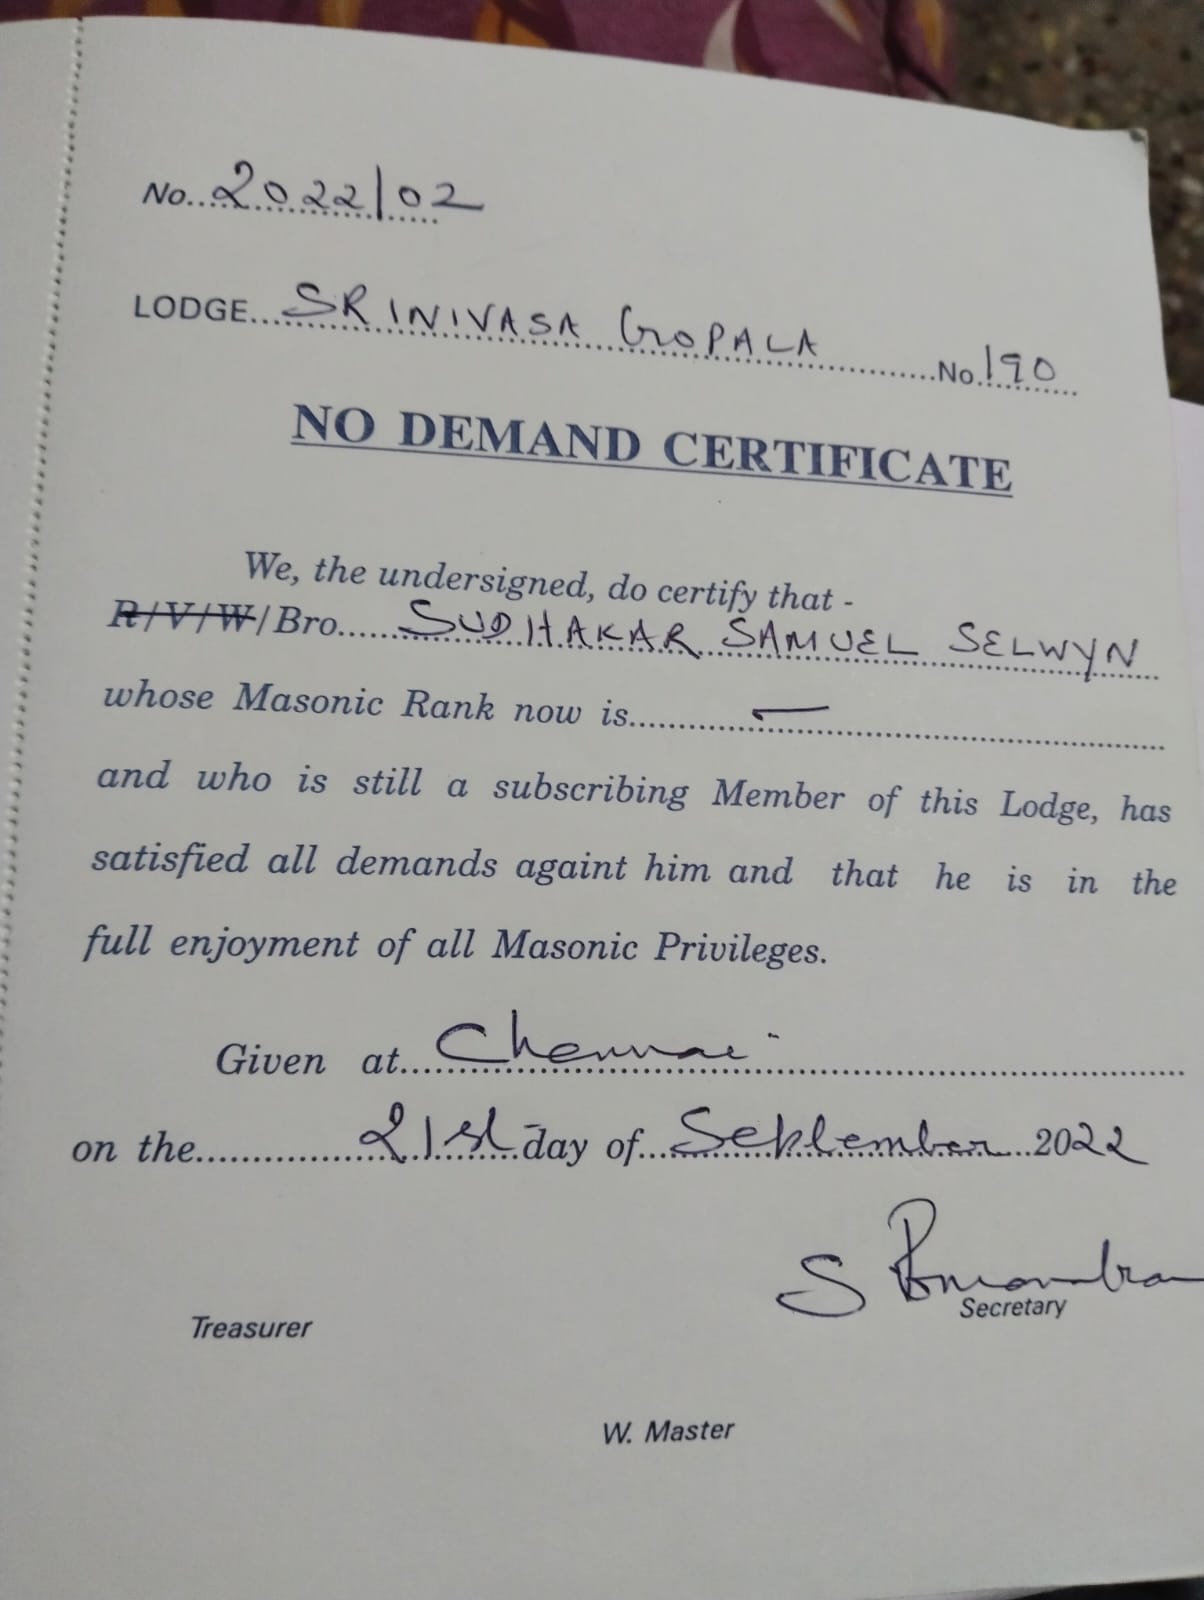 No. 2022/02
LODGE SRINIVASA GOPALA No. 190
NO DEMAND CERTIFICATE
We, the undersigned, do certify that -
R/V/W/Bro. SUDHAKAR SAMUEL SELWYN
whose Masonic Rank now is —
and who is still a subscribing Member of this Lodge, has
satisfied all demands againt him and that he is in the
full enjoyment of all Masonic Privileges.
Given at Chennai
on the 21st day of September 2022
S
Secretary
Treasurer
W. Master